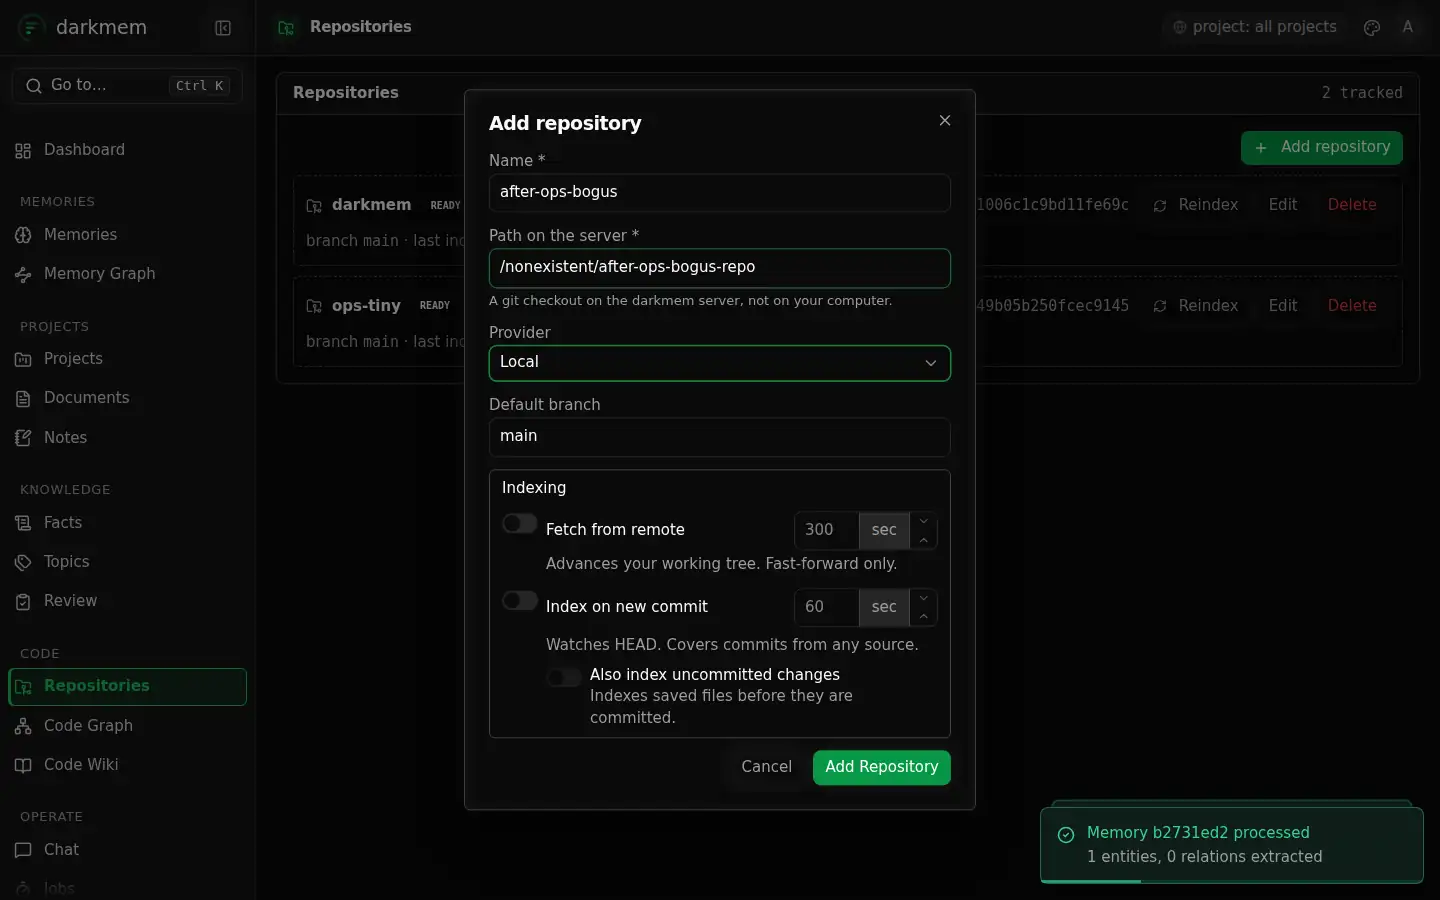 darkmem
Repositories
project: all projects
A
Go to...
Ctrl K
Dashboard
MEMORIES
Memories
Memory Graph
PROJECTS
Projects
Documents
Notes
KNOWLEDGE
Facts
Topics
Review
CODE
Repositories
Code Graph
Code Wiki
OPERATE
Chat
Jobs
Repositories
2 tracked
Add repository
darkmem READY
1006c1c9bd11fe69c Reindex Edit Delete
branch main · last
ops-tiny READY
49b05b250fcec9145 Reindex Edit Delete
branch main · last
Add repository
Name *
after-ops-bogus
Path on the server *
/nonexistent/after-ops-bogus-repo
A git checkout on the darkmem server, not on your computer.
Provider
Local
Default branch
main
Indexing
Fetch from remote 300 sec
Advances your working tree. Fast-forward only.
Index on new commit 60 sec
Watches HEAD. Covers commits from any source.
Also index uncommitted changes
Indexes saved files before they are
committed.
Cancel Add Repository
Memory b2731ed2 processed
1 entities, 0 relations extracted